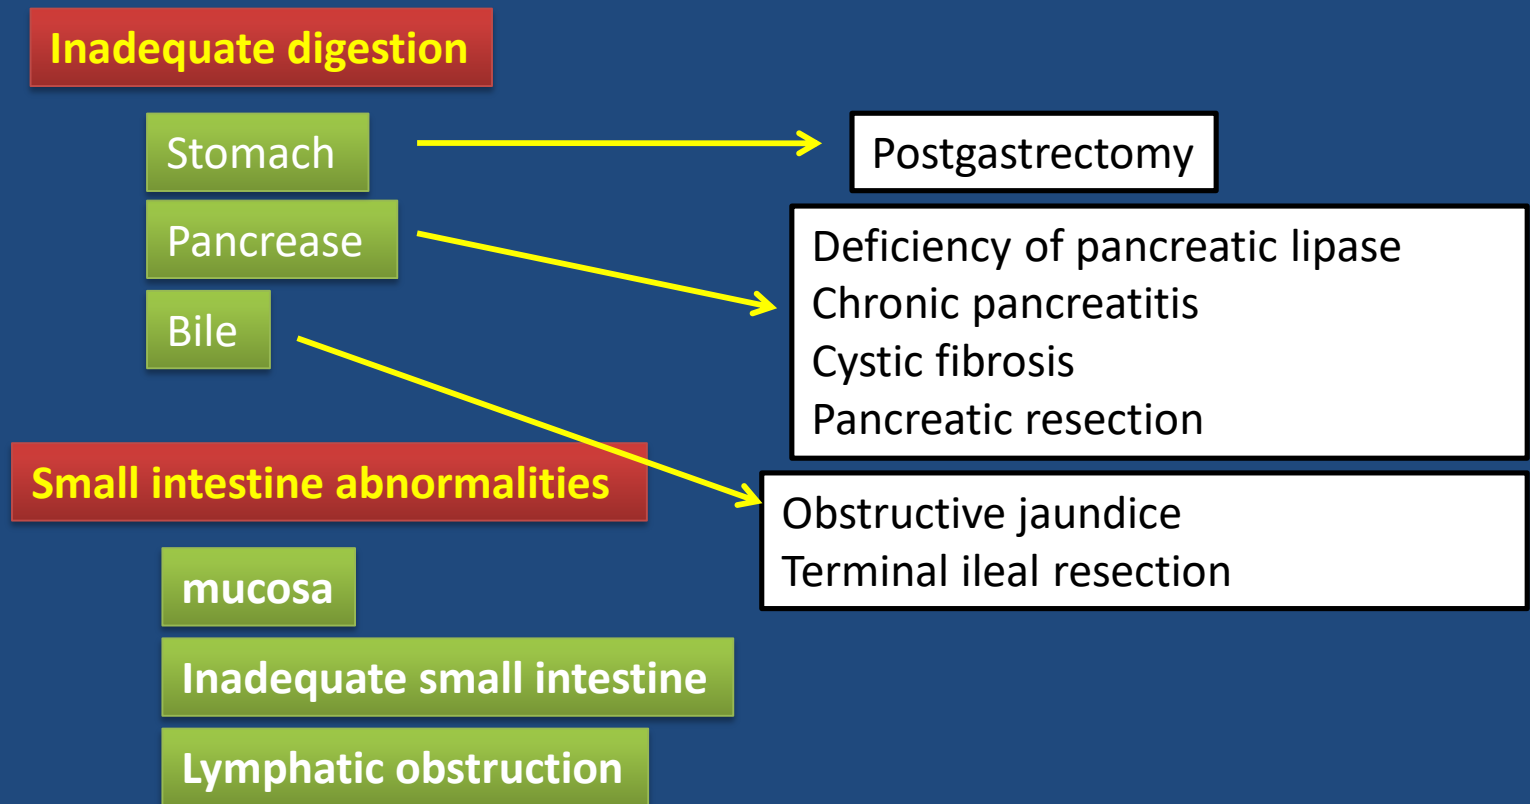 Inadequate digestion
Stomach
Postgastrectomy
Pancrease
Deficiency of pancreatic lipase
Chronic pancreatitis
Cystic fibrosis
Pancreatic resection
Bile
Obstructive jaundice
Terminal ileal resection
Small intestine abnormalities
mucosa
Inadequate small intestine
Lymphatic obstruction